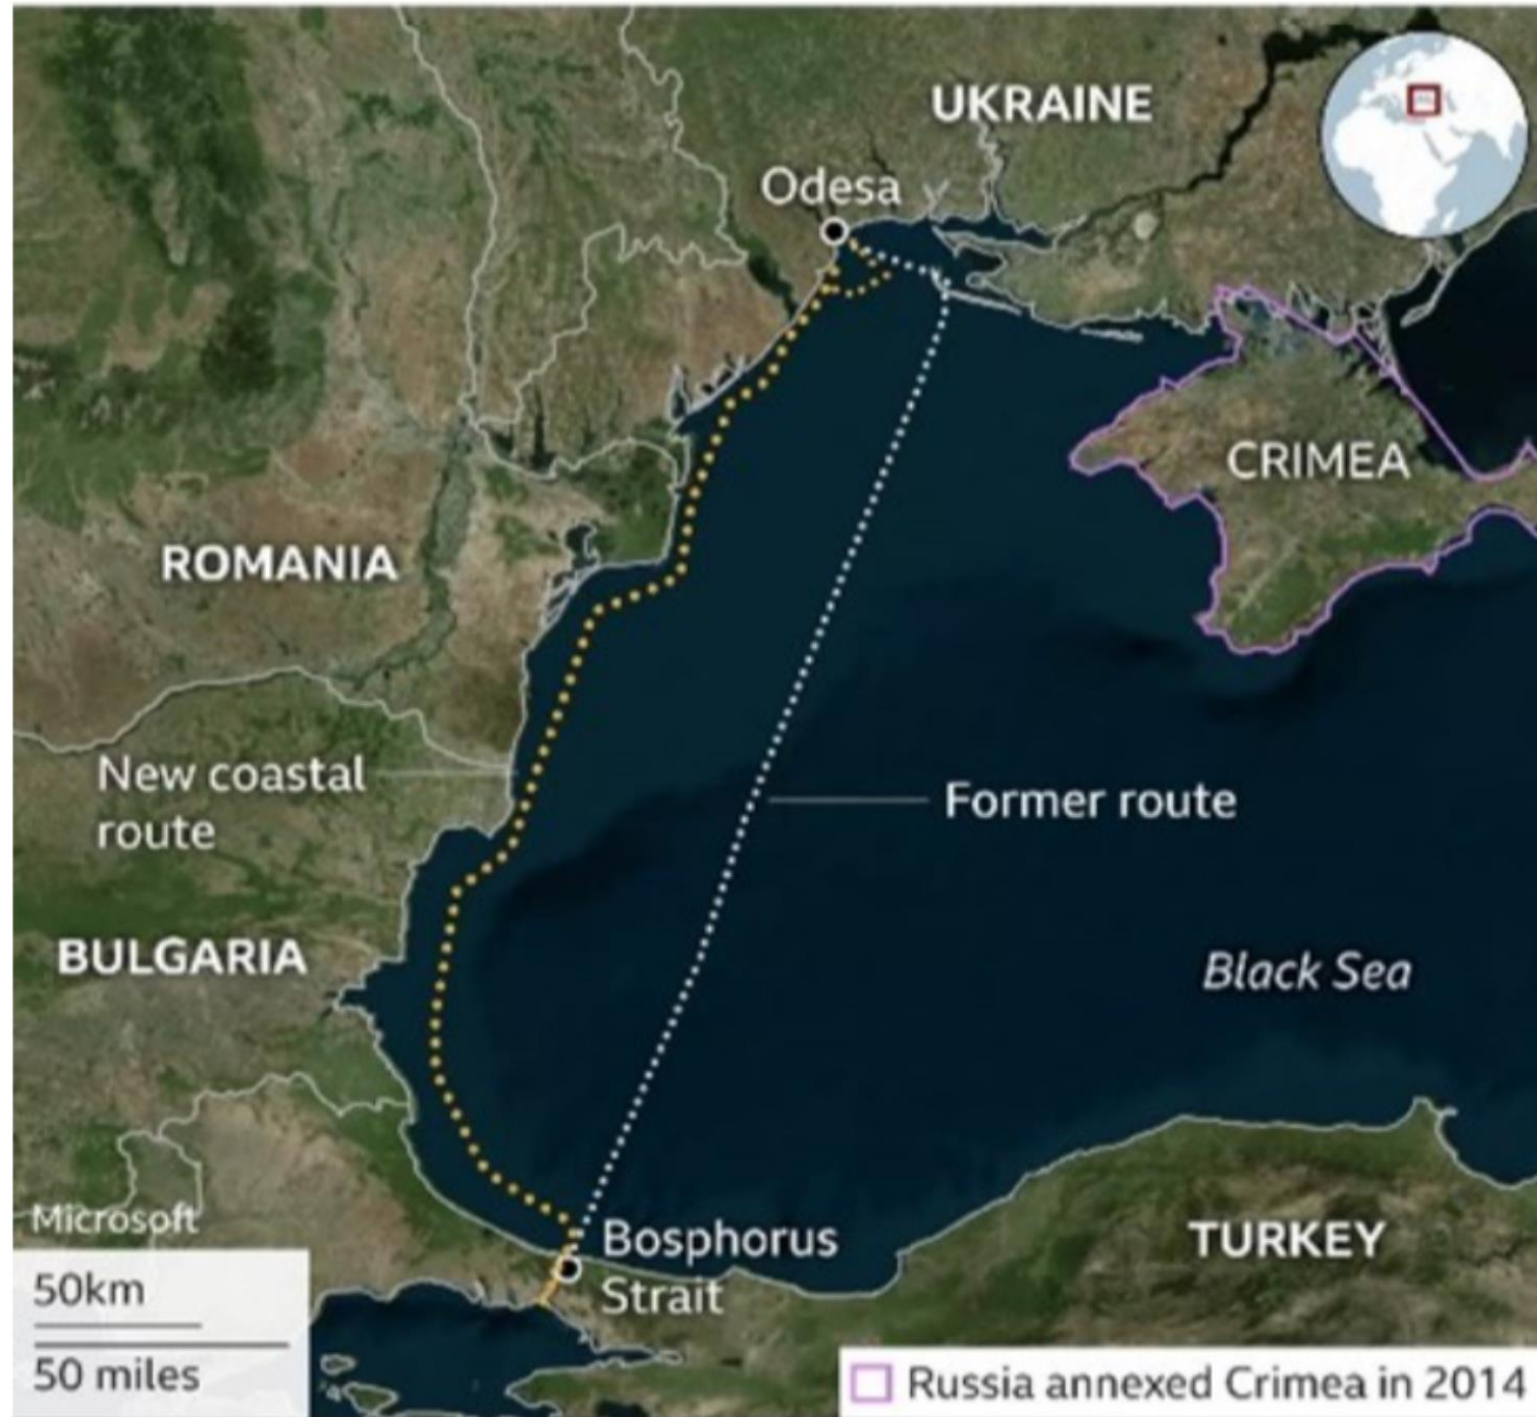 UKRAINE
Odesa
CRIMEA
ROMANIA
New coastal
route
Former route
BULGARIA
Black Sea
Microsoft
Bosphorus
Strait
TURKEY
50km
50 miles
Russia annexed Crimea in 2014